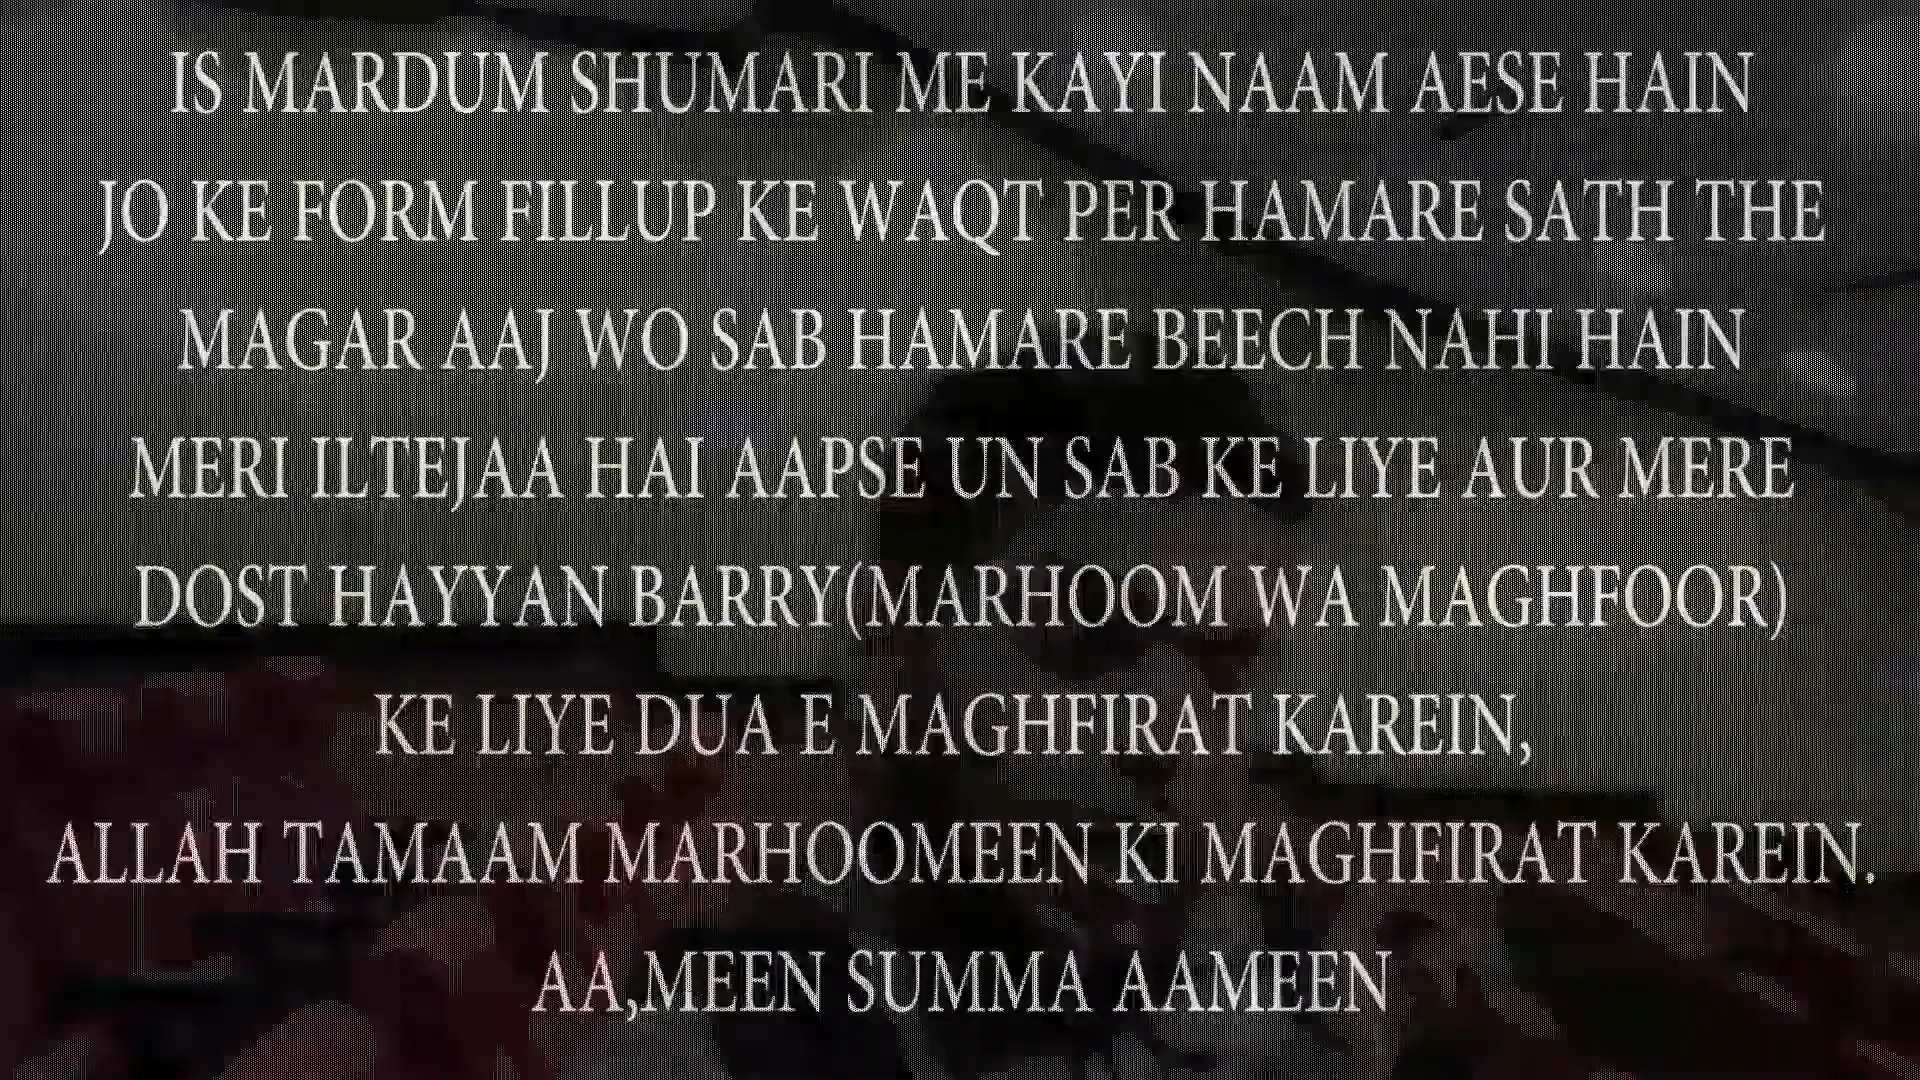 IS MARDUM SHUMARI ME KAYI NAAM AESE HAIN
JO KE FORM FILLUP KE WAQT PER HAMARE SATH THE
MAGAR AAJ WO SAB HAMARE BEECH NAHI HAIN
MERI ILTEJAA HAI AAPSE UN SAB KE LIYE AUR MERE
DOST HAYYAN BARRY(MARHOOM WA MAGHFOOR)
KE LIYE DUA E MAGHFIRAT KAREIN,
ALLAH TAMAAM MARHOOMEEN KI MAGHFIRAT KAREIN.
AA,MEEN SUMMA AAMEEN